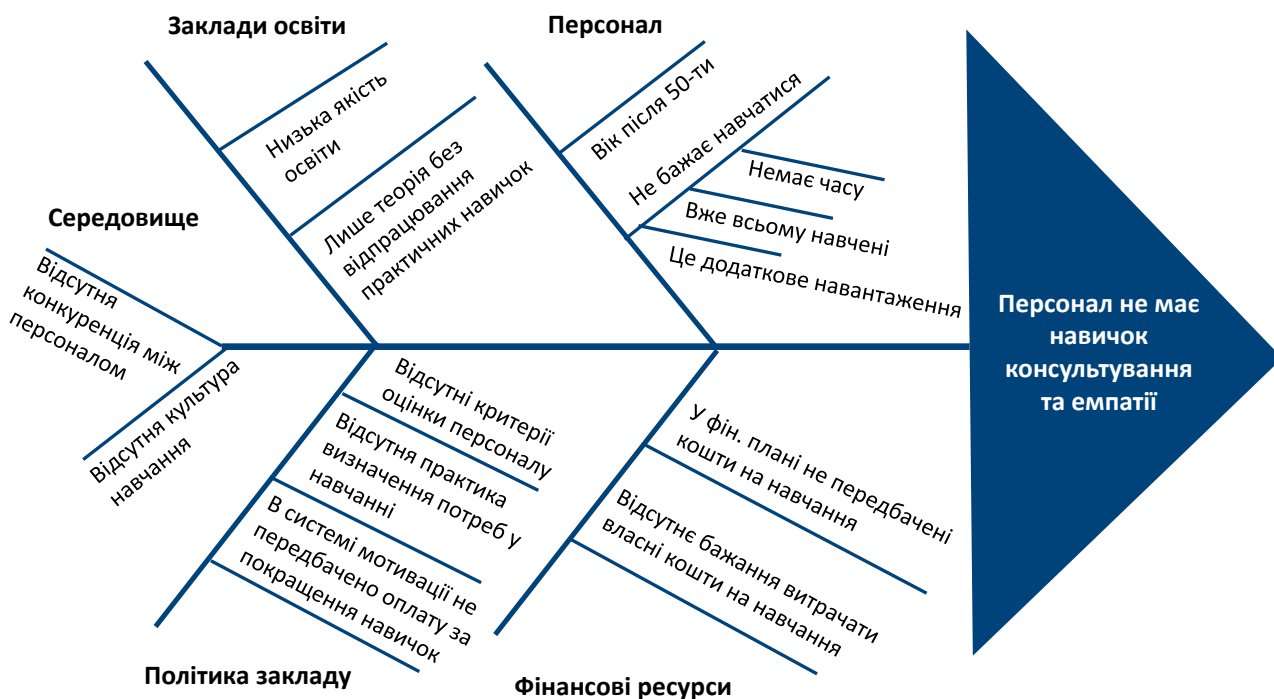 Заклади освіти
Низька якість
освіти
Лише теорія без
відпрацювання
практичних навичок
Персонал
Вік після 50-ти
Не бажає навчатися
Немає часу
Вже всьому навчені
Це додаткове навантаження
Середовище
Відсутня
конкуренція між
персоналом
Відсутня культура
навчання
Персонал не має
навичок
консультування
та емпатії
Відсутні критерії
оцінки персоналу
Відсутня практика
визначення потреб у
навчанні
В системі мотивації не
передбачено оплату за
покращення навичок
Політика закладу
У фін. плані не передбачені
кошти на навчання
Відсутнє бажання витрачати
власні кошти на навчання
Фінансові ресурси